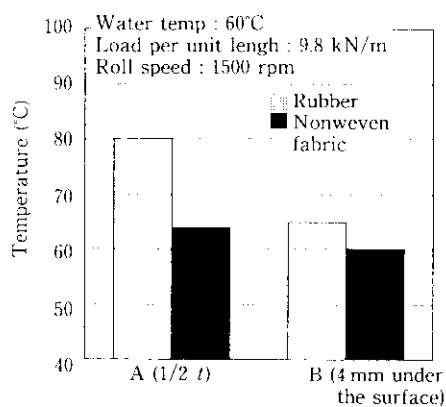 Water temp : 60°C
Load per unit lengh : 9.8 kN/m
Roll speed : 1500 rpm
Rubber
Nonweven
fabric
Temperature (°C)
100
90
80
70
60
50
40
A (1/2 l)
B (4 mm under
the surface)